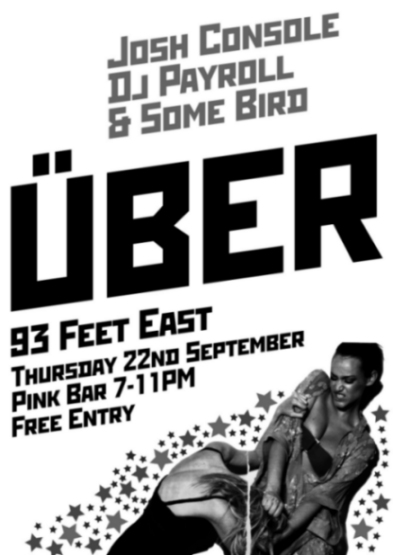 Josh Console
DJ Payroll
& Some Bird
ÜBER
93 Feet East
Thursday 22nd September
Pink Bar 7-11PM
Free Entry